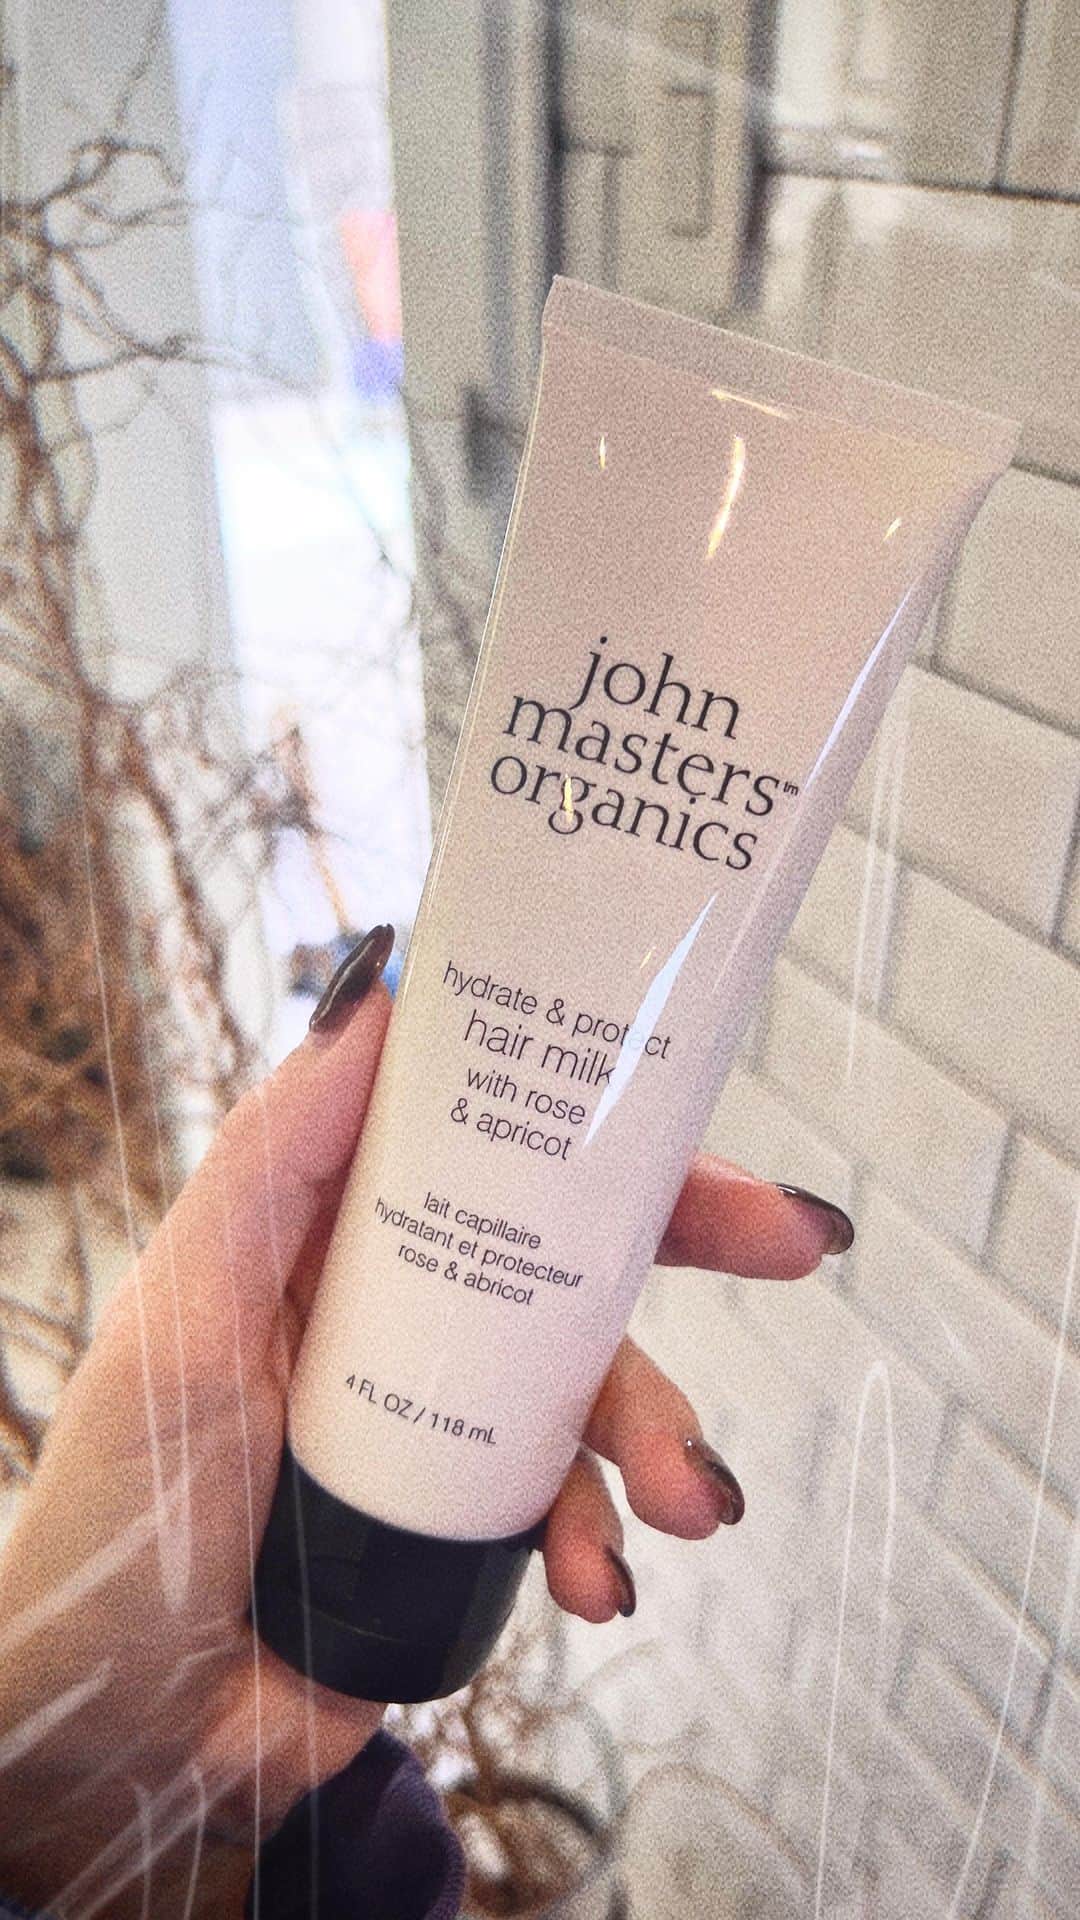 john
masters™
organics
hydrate & protect
hair milk
with rose
& apricot
lait capillaire
hydratant et protecteur
rose & abricot
4 FL OZ / 118 mL